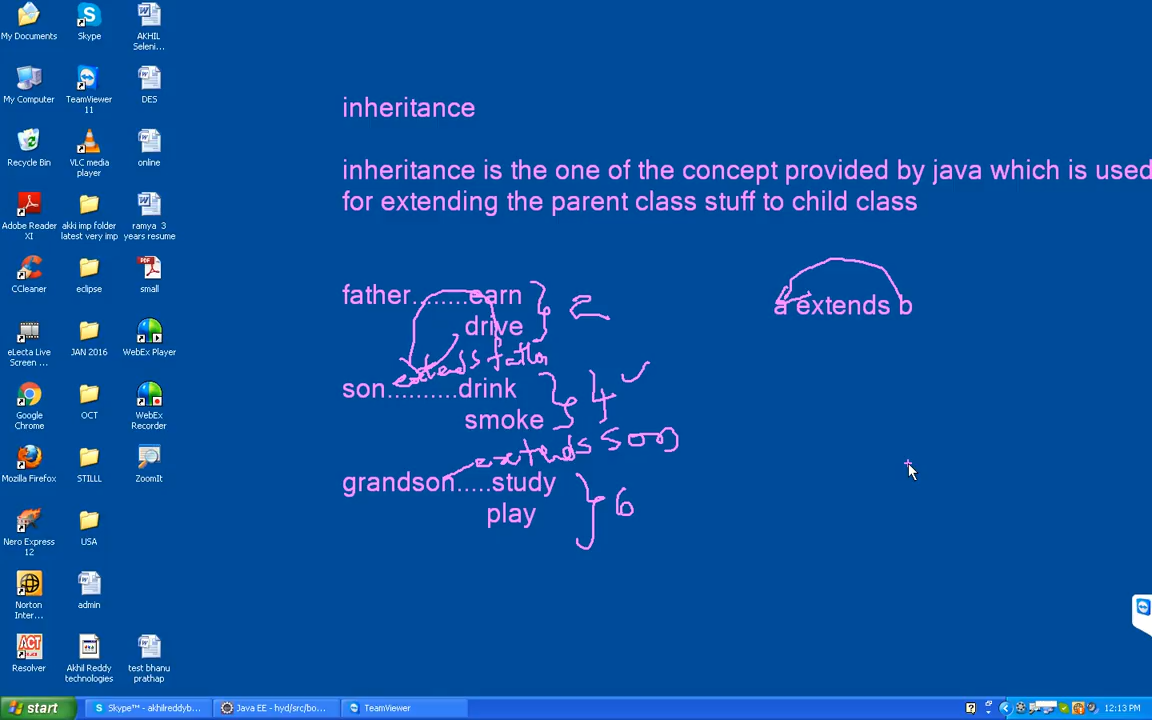 My Documents
Skype
AKHIL
Seleni...
My Computer
TeamViewer
11
DES
Recycle Bin
VLC media
player
online
Adobe Reader
XI
akki imp folder
latest very imp
ramya 3
years resume
CCleaner
eclipse
small
eLecta Live
Screen ...
JAN 2016
WebEx Player
Google
Chrome
OCT
WebEx
Recorder
Mozilla Firefox
STILLL
ZoomIt
Nero Express
12
USA
Norton
Inter...
admin
Resolver
Akhil Reddy
technologies
test bhanu
prathap
inheritance
inheritance is the one of the concept provided by java which is used
for extending the parent class stuff to child class
father........earn
drive
extends father
son..........drink
smoke
4
extends son
grandson.....study
play
6
a extends b
start
Skype™ - akhilreddyb...
Java EE - hyd/src/bo...
TeamViewer
12:13 PM